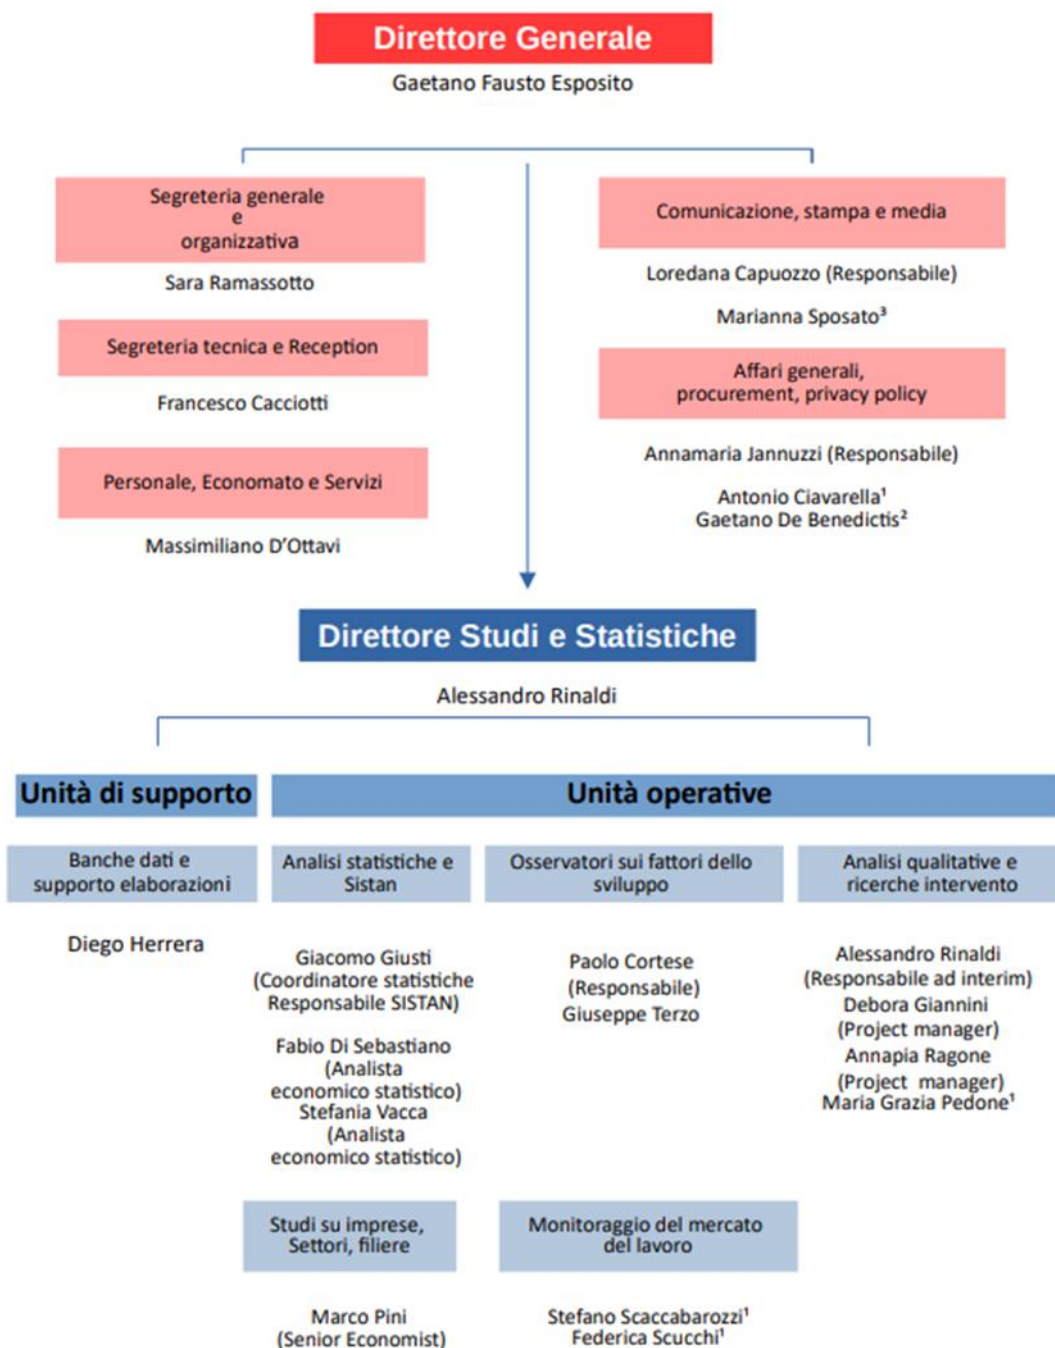 Direttore Generale
Gaetano Fausto Esposito
Segreteria generale
e
organizzativa
Sara Ramassotto
Segreteria tecnica e Reception
Francesco Cacciotti
Personale, Economato e Servizi
Massimiliano D'Ottavi
Comunicazione, stampa e media
Loredana Capuozzo (Responsabile)
Marianna Sposato³
Affari generali,
procurement, privacy policy
Annamaria Jannuzzi (Responsabile)
Antonio Ciavarella¹
Gaetano De Benedictis²
Direttore Studi e Statistiche
Alessandro Rinaldi
Unità di supporto
Banche dati e
supporto elaborazioni
Diego Herrera
Unità operative
Analisi statistiche e
Sistan
Giacomo Giusti
(Coordinatore statistiche
Responsabile SISTAN)
Fabio Di Sebastiano
(Analista
economico statistico)
Stefania Vacca
(Analista
economico statistico)
Osservatori sui fattori dello
sviluppo
Paolo Cortese
(Responsabile)
Giuseppe Terzo
Analisi qualitative e
ricerche intervento
Alessandro Rinaldi
(Responsabile ad interim)
Debora Giannini
(Project manager)
Annapia Ragone
(Project manager)
Maria Grazia Pedone¹
Studi su imprese,
Settori, filiere
Marco Pini
(Senior Economist)
Monitoraggio del mercato
del lavoro
Stefano Scaccabarozzi¹
Federica Scucchi¹